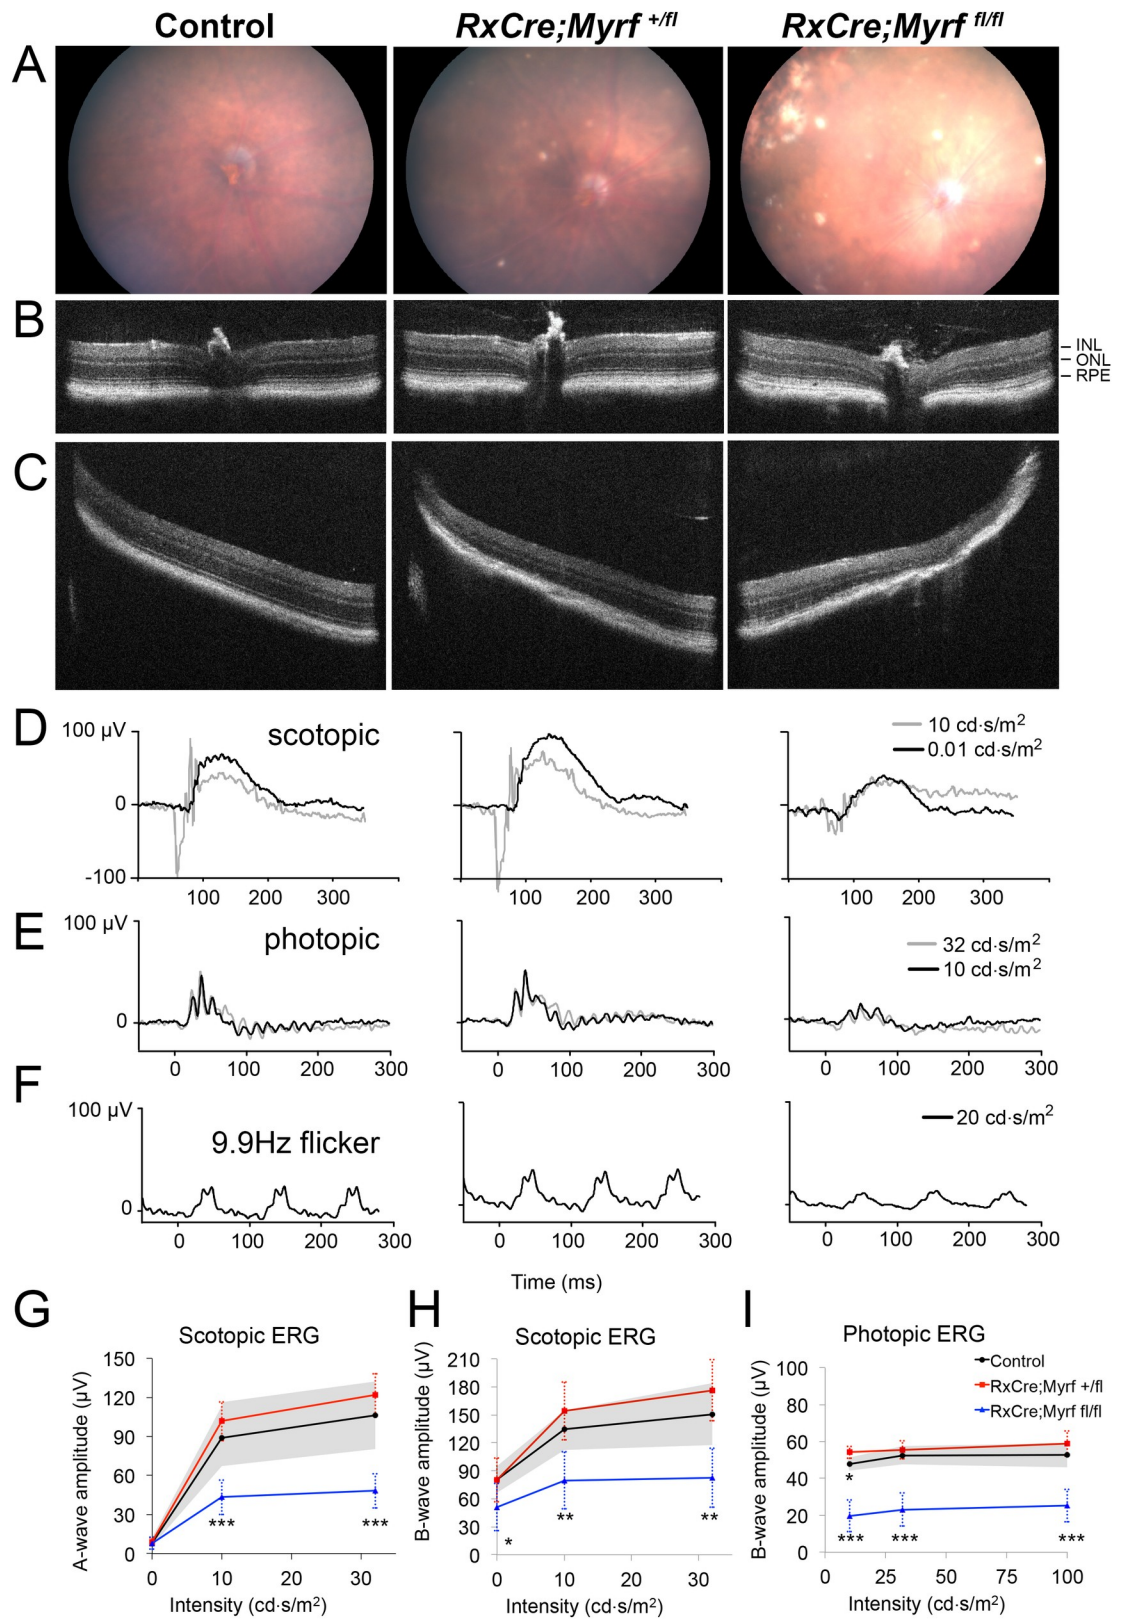 Control
RxCre;Myrf +/fl
RxCre;Myrf fl/fl
A
B
INL
ONL
RPE
C
D
100 µV
0
-100
scotopic
10 cd·s/m2
0.01 cd·s/m2
100 200 300
100 200 300
100 200 300
E
100 µV
0
photopic
32 cd·s/m2
10 cd·s/m2
0 100 200 300
0 100 200 300
0 100 200 300
F
100 µV
0
9.9Hz flicker
20 cd·s/m2
0 100 200 300
0 100 200 300
0 100 200 300
Time (ms)
G
Scotopic ERG
A-wave amplitude (µV)
150
120
90
60
30
0
***
***
0 10 20 30
Intensity (cd·s/m2)
H
Scotopic ERG
B-wave amplitude (µV)
210
180
150
120
90
60
30
0
*
**
**
0 10 20 30
Intensity (cd·s/m2)
I
Photopic ERG
Control
RxCre;Myrf +/fl
RxCre;Myrf fl/fl
B-wave amplitude (µV)
100
80
60
40
20
0
*
***
***
***
0 25 50 75 100
Intensity (cd·s/m2)